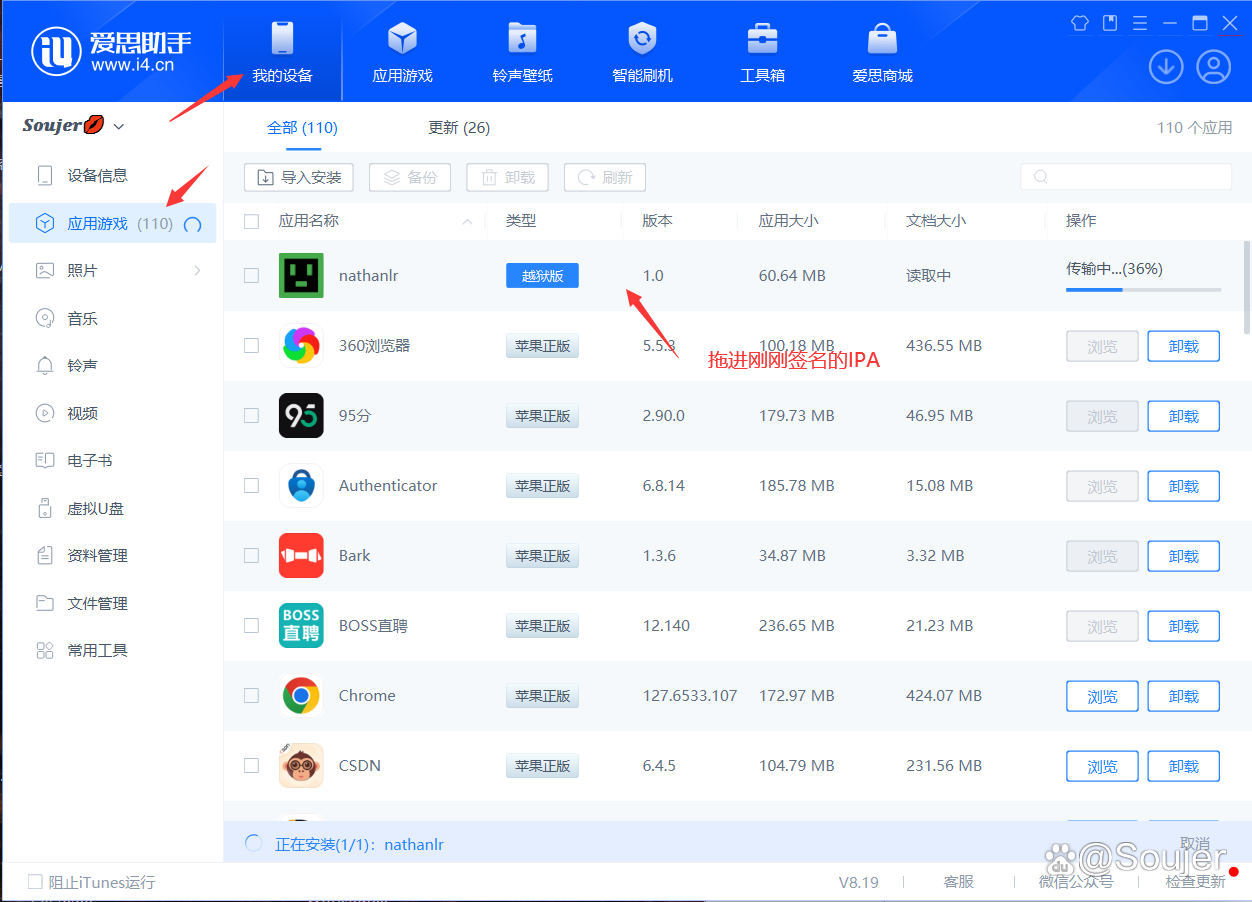 爱思助手
www.i4.cn
我的设备
应用游戏
铃声壁纸
智能刷机
工具箱
爱思商城
Soujer
设备信息
应用游戏 (110)
照片
音乐
铃声
视频
电子书
虚拟U盘
资料管理
文件管理
常用工具
全部 (110)
更新 (26)
110 个应用
导入安装
备份
卸载
刷新
应用名称 类型 版本 应用大小 文档大小 操作
nathanlr 越狱版 1.0 60.64 MB 读取中 传输中...(36%)
360浏览器 苹果正版 5.5.3 100.18 MB 436.55 MB 浏览 卸载
拖进刚刚签名的IPA
95 95分 苹果正版 2.90.0 179.73 MB 46.95 MB 浏览 卸载
Authenticator 苹果正版 6.8.14 185.78 MB 15.08 MB 浏览 卸载
Bark 苹果正版 1.3.6 34.87 MB 3.32 MB 浏览 卸载
BOSS
直聘
BOSS直聘 苹果正版 12.140 236.65 MB 21.23 MB 浏览 卸载
Chrome 苹果正版 127.6533.107 172.97 MB 424.07 MB 浏览 卸载
CSDN 苹果正版 6.4.5 104.79 MB 231.56 MB 浏览 卸载
正在安装(1/1)：nathanlr
取消
du @Soujer
阻止iTunes运行
V8.19
客服
微信公众号
检查更新